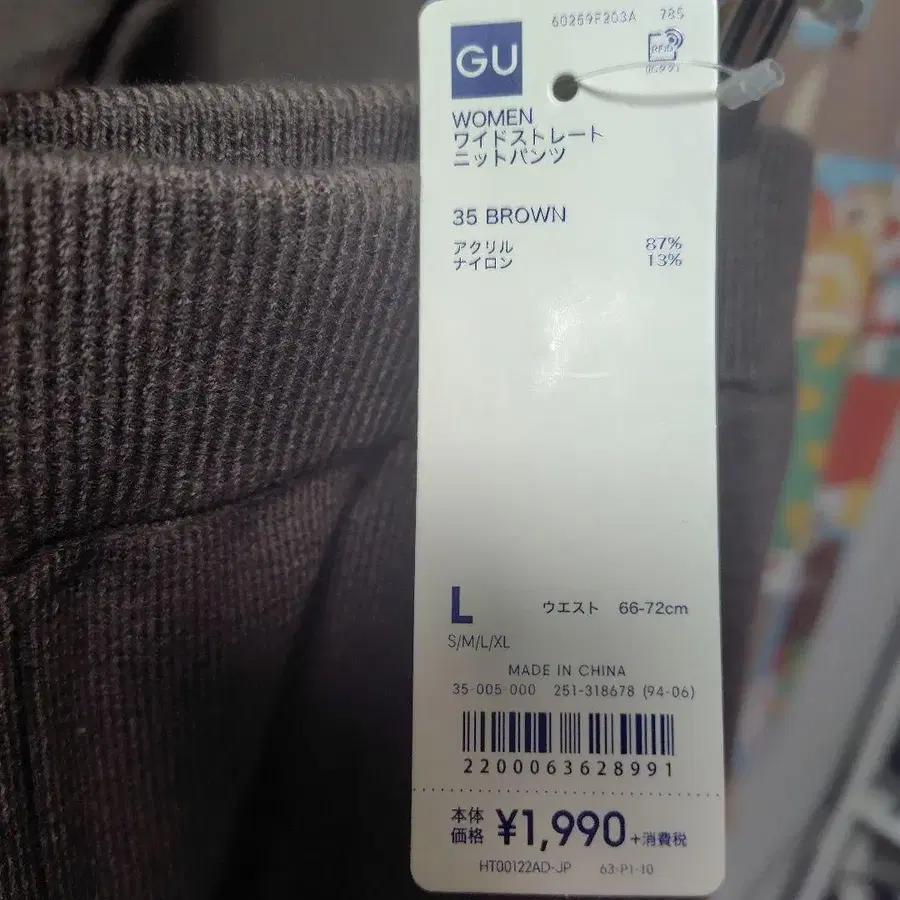 60259F203A 785
GU
RFID
WOMEN
ワイドストレート
ニットパンツ
35 BROWN
アクリル 87%
ナイロン 13%
L ウエスト 66-72cm
S/M/L/XL
MADE IN CHINA
35-005-000 251-318678 (94-06)
2200063628991
本体
価格 ¥1,990 +消費税
HT00122AD-JP 63-P1-10